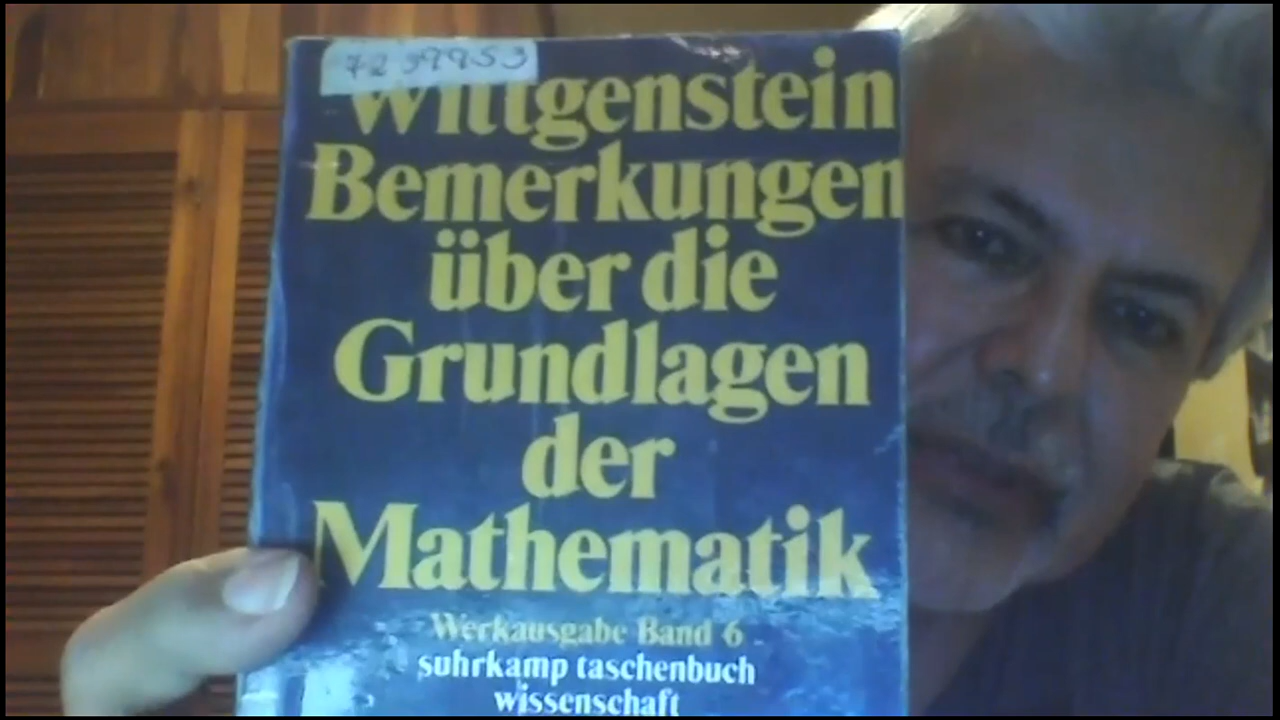 72 39953
Wittgenstein
Bemerkungen
über die
Grundlagen
der
Mathematik
Werkausgabe Band 6
suhrkamp taschenbuch
wissenschaft